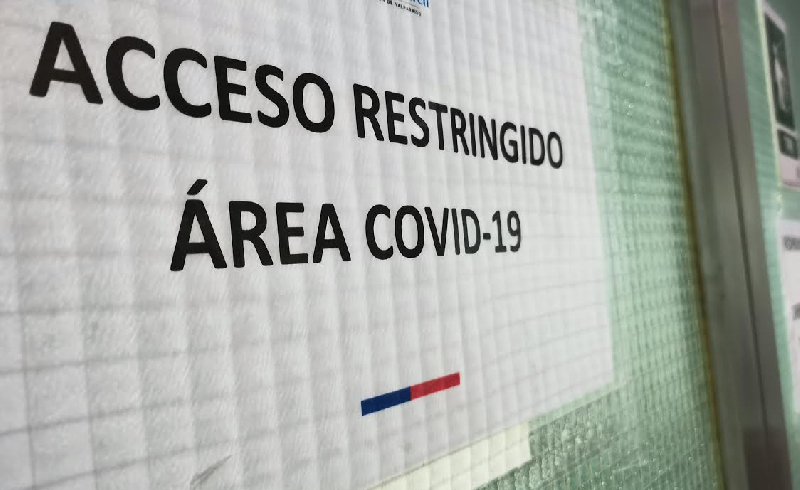 ACCESO RESTRINGIDO
ÁREA COVID-19